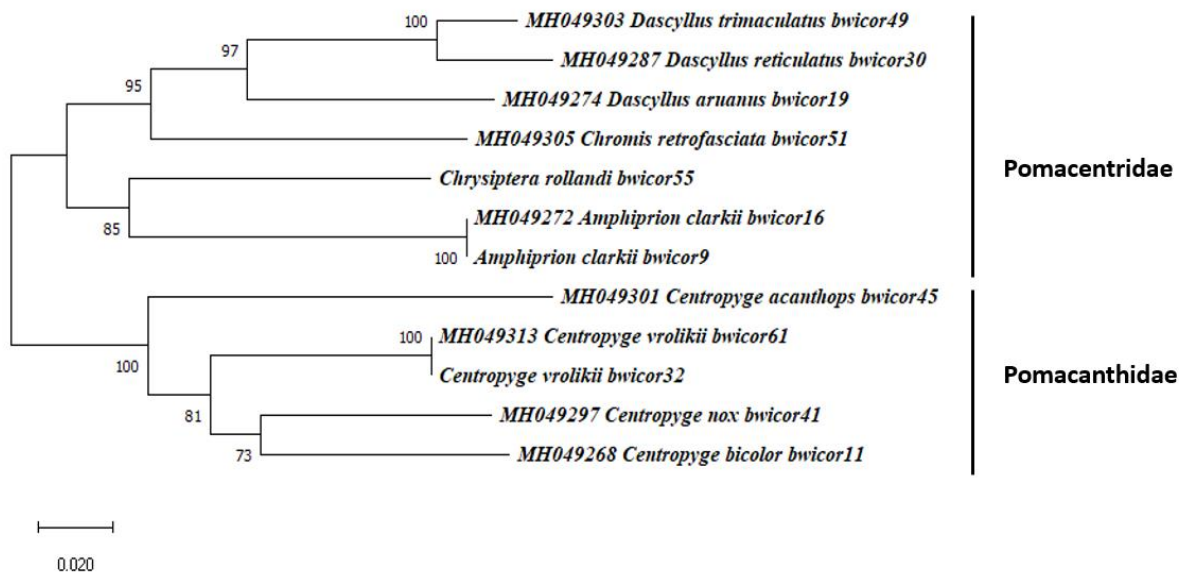 100
MH049303 Dascyllus trimaculatus bwicor49
97
MH049287 Dascyllus reticulatus bwicor30
95
MH049274 Dascyllus aruanus bwicor19
MH049305 Chromis retrofasciata bwicor51
Pomacentridae
Chrysiptera rollandi bwicor55
MH049272 Amphiprion clarkii bwicor16
85
100
Amphiprion clarkii bwicor9
MH049301 Centropyge acanthops bwicor45
100
MH049313 Centropyge vrolikii bwicor61
100
Centropyge vrolikii bwicor32
Pomacanthidae
81
MH049297 Centropyge nox bwicor41
73
MH049268 Centropyge bicolor bwicor11
0.020